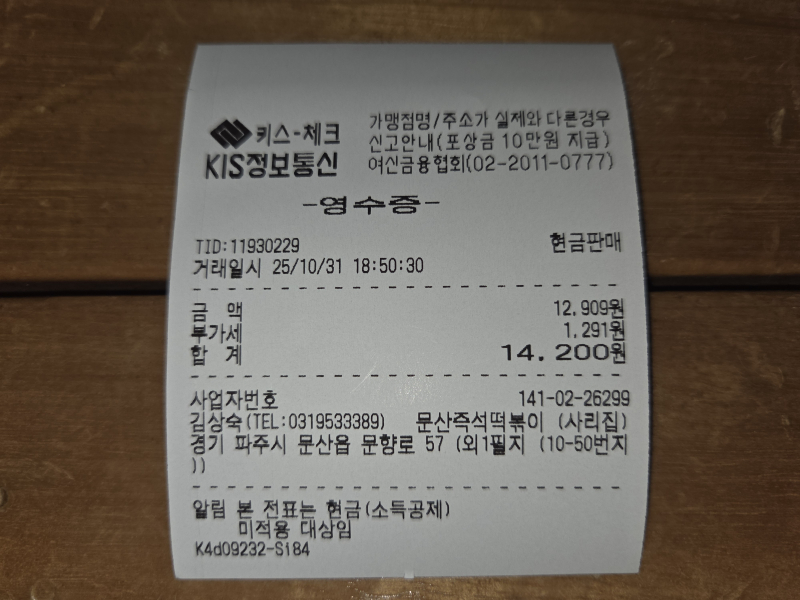 키스-체크
KIS정보통신
가맹점명/주소가 실제와 다른경우
신고안내(포상금 10만원 지급)
여신금융협회(02-2011-0777)
-영수증-
TID:11930229 현금판매
거래일시 25/10/31 18:50:30
금 액 12,909원
부가세 1,291원
합 계 14,200원
사업자번호 141-02-26299
김상숙(TEL:0319533389) 문산즉석떡볶이 (사리집)
경기 파주시 문산읍 문향로 57 (외1필지 (10-50번지
))
알림 본 전표는 현금(소득공제)
미적용 대상임
K4d09232-Si84